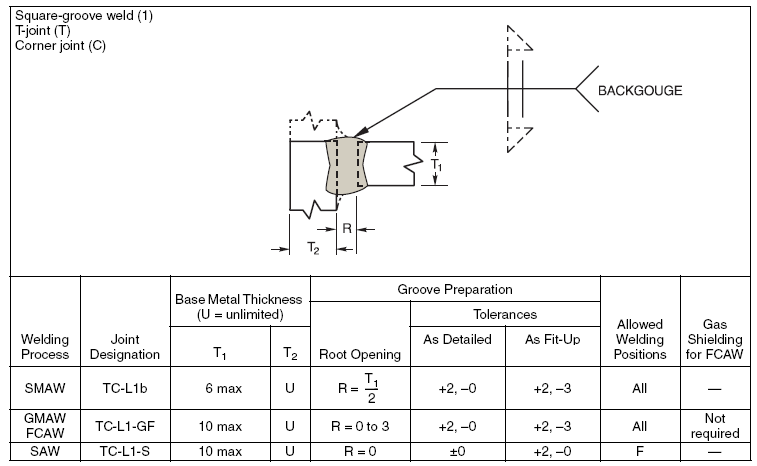 Square-groove weld (1)
T-joint (T)
Corner joint (C)
BACKGOUGE
T1
R
T2
Welding Process
Joint Designation
Base Metal Thickness (U = unlimited)
T1
T2
Groove Preparation
Root Opening
Tolerances
As Detailed
As Fit-Up
Allowed Welding Positions
Gas Shielding for FCAW
SMAW TC-L1b 6 max U R = T1/2 +2, –0 +2, –3 All —
GMAW FCAW TC-L1-GF 10 max U R = 0 to 3 +2, –0 +2, –3 All Not required
SAW TC-L1-S 10 max U R = 0 ±0 +2, –0 F —